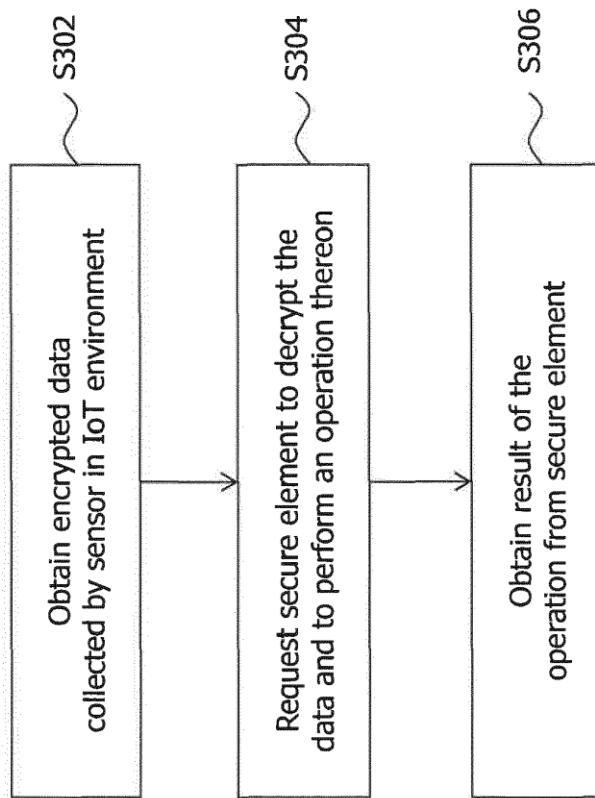 Obtain encrypted data
collected by sensor in IoT environment
S302
Request secure element to decrypt the
data and to perform an operation thereon
S304
Obtain result of the
operation from secure element
S306